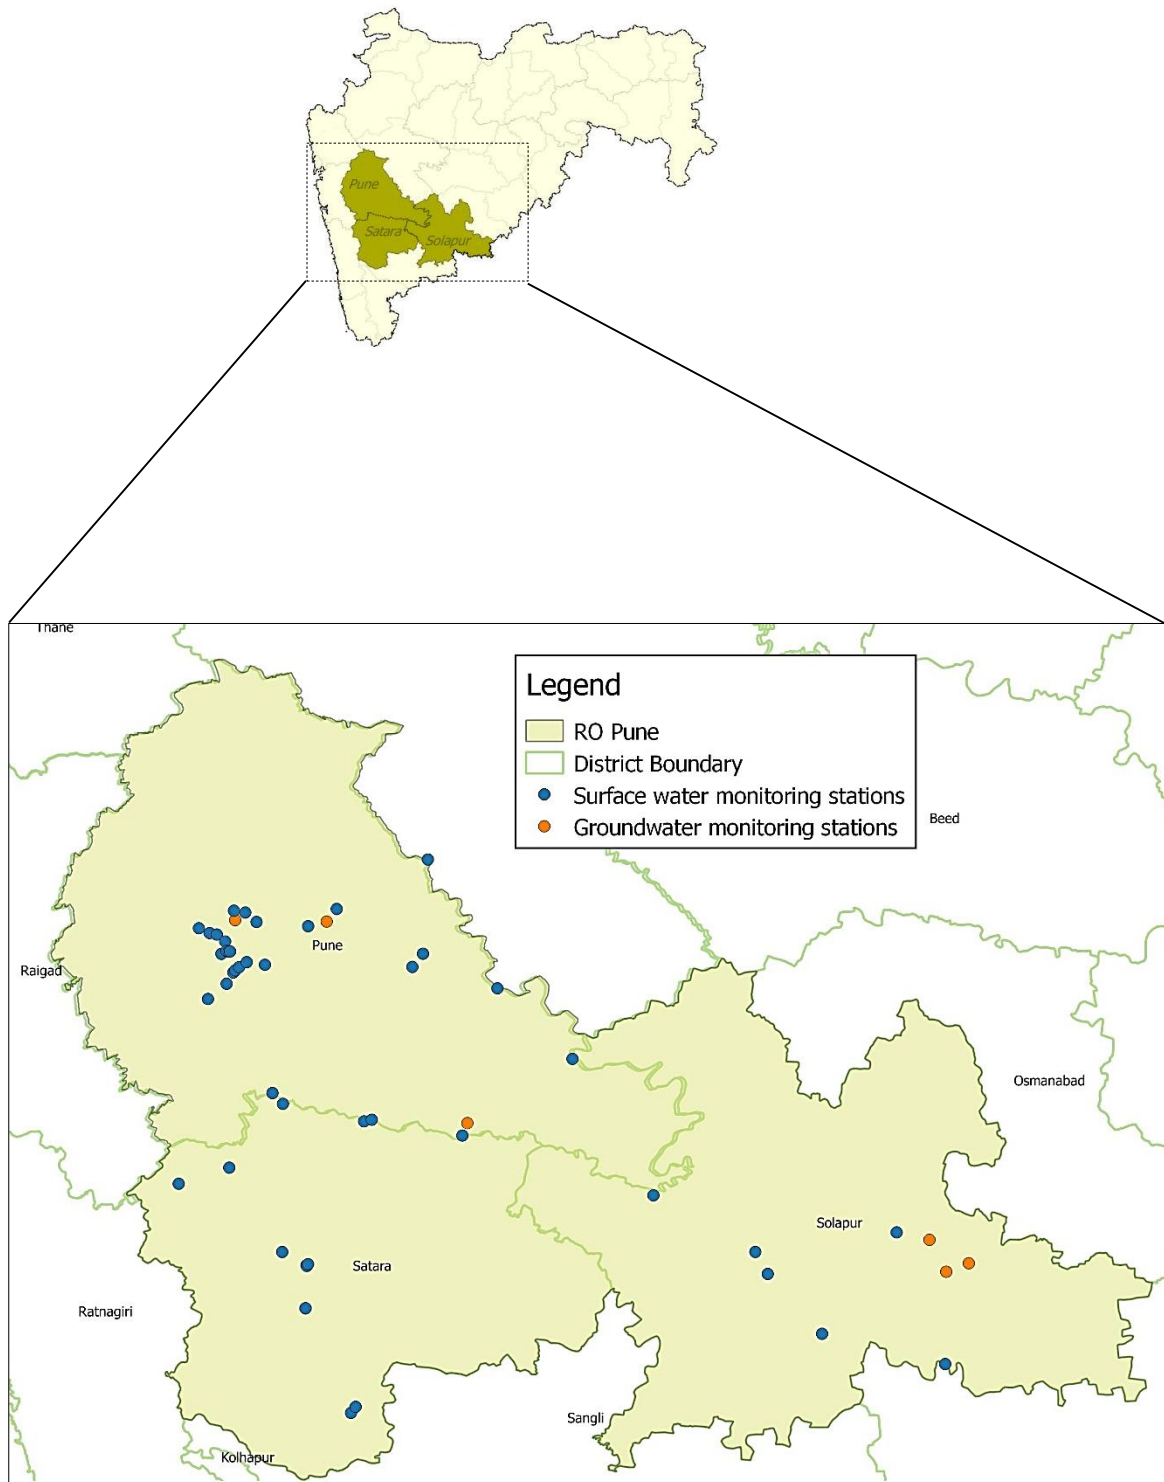 Pune
Satara
Solapur
Thane
Legend
RO Pune
District Boundary
Surface water monitoring stations
Groundwater monitoring stations
Beed
Pune
Raigad
Osmanabad
Solapur
Satara
Ratnagiri
Sangli
Kolhapur